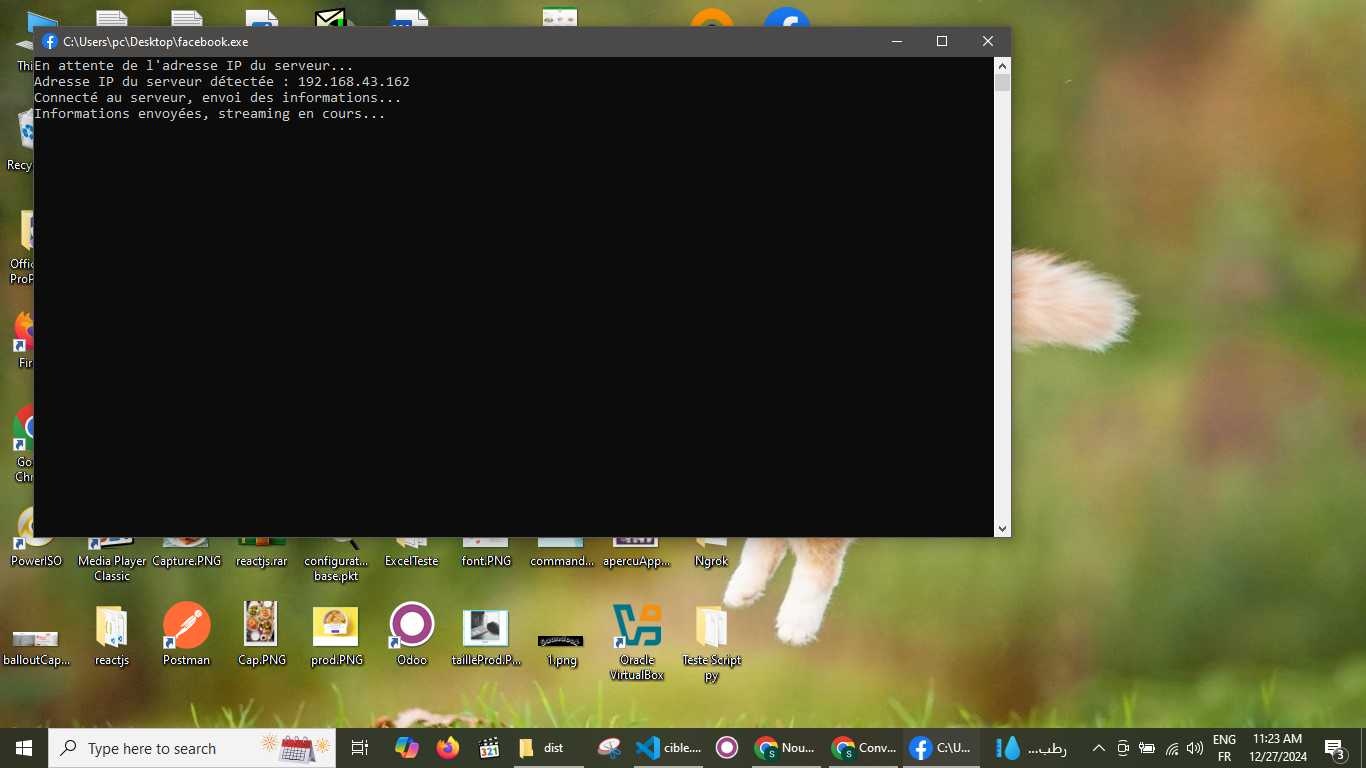 C:\Users\pc\Desktop\facebook.exe
En attente de l'adresse IP du serveur...
Adresse IP du serveur détectée : 192.168.43.162
Connecté au serveur, envoi des informations...
Informations envoyées, streaming en cours...
Thi
Recy
Offic
ProP
Fir
Go
Chr
PowerISO
Media Player
Classic
Capture.PNG
reactjs.rar
configurat...
base.pkt
ExcelTeste
font.PNG
command...
apercuApp...
Ngrok
balloutCap...
reactjs
Postman
Cap.PNG
prod.PNG
Odoo
tailleProd.P...
1.png
Oracle
VirtualBox
Teste Script
py
Type here to search
321
dist
cible....
Nou...
Conv...
C:\U...
رطب...
ENG
FR
11:23 AM
12/27/2024
3